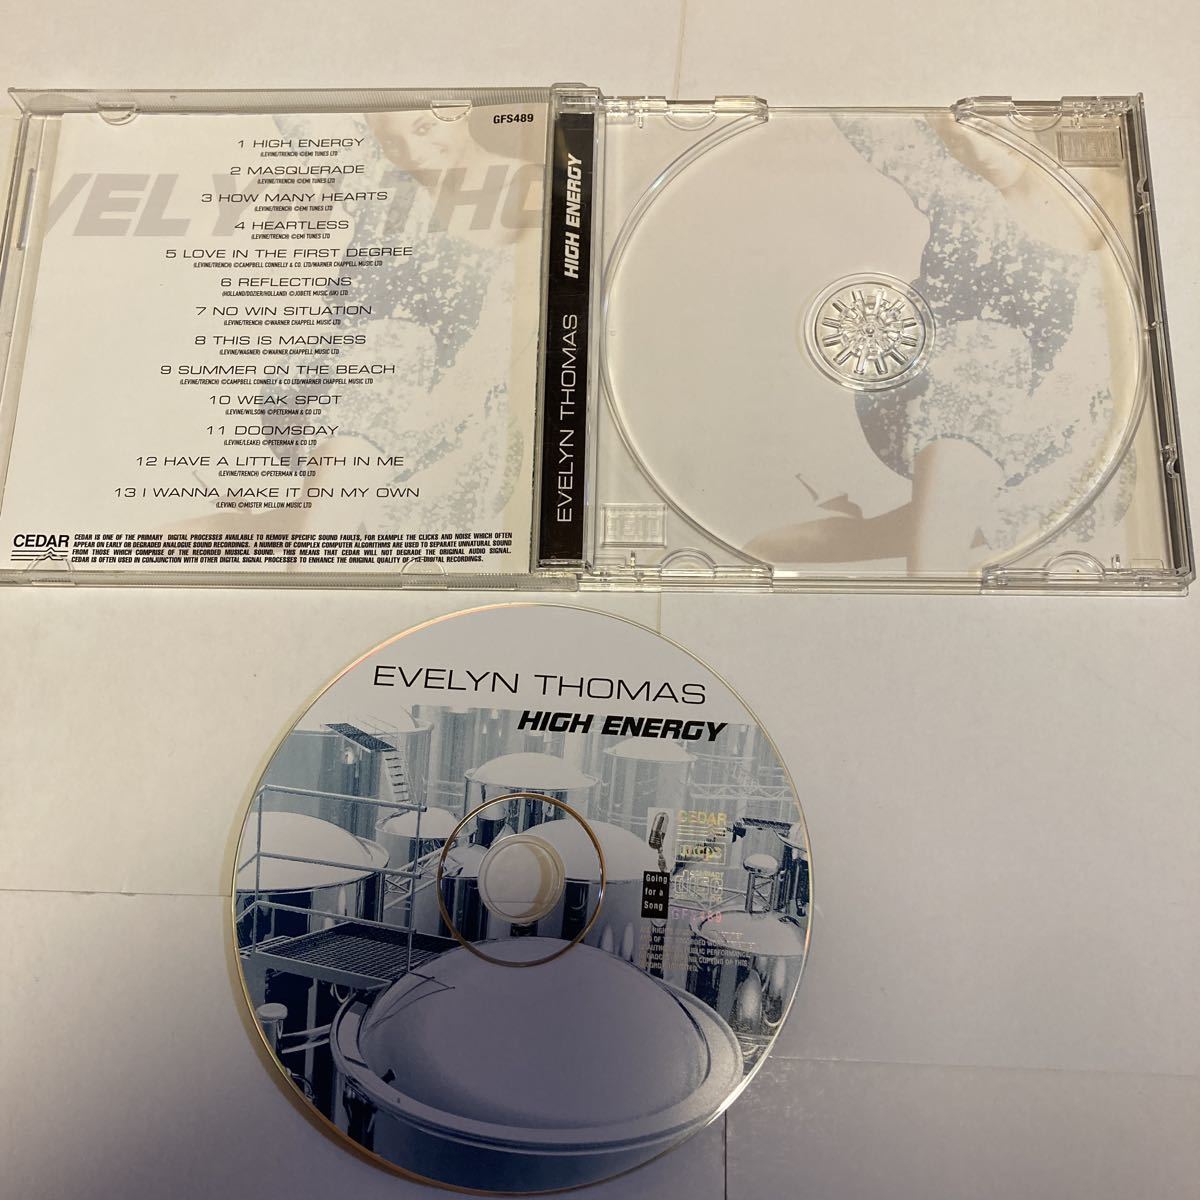 GFS489
1 HIGH ENERGY
(LEVINE/TRENCH) ©EMI TUNES LTD
2 MASQUERADE
(LEVINE/TRENCH) ©EMI TUNES LTD
3 HOW MANY HEARTS
(LEVINE/TRENCH) ©EMI TUNES LTD
4 HEARTLESS
(LEVINE/TRENCH) ©EMI TUNES LTD
5 LOVE IN THE FIRST DEGREE
(LEVINE/TRENCH) ©CAMPBELL CONNELLY & CO. LTD/WARNER CHAPPELL MUSIC LTD
6 REFLECTIONS
(HOLLAND/DOZIER/HOLLAND) ©JOBETE MUSIC (UK) LTD
7 NO WIN SITUATION
(LEVINE/TRENCH) ©WARNER CHAPPELL MUSIC LTD
8 THIS IS MADNESS
(LEVINE/WAGNER) ©WARNER CHAPPELL MUSIC LTD
9 SUMMER ON THE BEACH
(LEVINE/TRENCH) ©CAMPBELL CONNELLY & CO LTD/WARNER CHAPPELL MUSIC LTD
10 WEAK SPOT
(LEVINE/WILSON) ©PETERMAN & CO LTD
11 DOOMSDAY
(LEVINE/LEAKE) ©PETERMAN & CO LTD
12 HAVE A LITTLE FAITH IN ME
(LEVINE/TRENCH) ©PETERMAN & CO LTD
13 I WANNA MAKE IT ON MY OWN
(LEVINE) ©MISTER MELLOW MUSIC LTD
CEDAR
CEDAR IS ONE OF THE PRIMARY DIGITAL PROCESSES AVAILABLE TO REMOVE SPECIFIC SOUND FAULTS, FOR EXAMPLE THE CLICKS AND NOISE WHICH OFTEN
APPEAR ON EARLY OR DEGRADED ANALOGUE SOUND RECORDINGS. A NUMBER OF COMPLEX COMPUTER ALGORITHMS ARE USED TO SEPARATE UNNATURAL SOUND
FROM THOSE WHICH COMPRISE OF THE RECORDED MUSICAL SOUND. THIS MEANS THAT CEDAR WILL NOT DEGRADE THE ORIGINAL AUDIO SIGNAL.
CEDAR IS OFTEN USED IN CONJUNCTION WITH OTHER DIGITAL SIGNAL PROCESSES TO ENHANCE THE ORIGINAL QUALITY OF PRE-DIGITAL RECORDINGS.
EVELYN THOMAS HIGH ENERGY
EVELYN THOMAS
HIGH ENERGY
CEDAR
mcps
Going
for a
Song
COMPACT
disc
GFS489